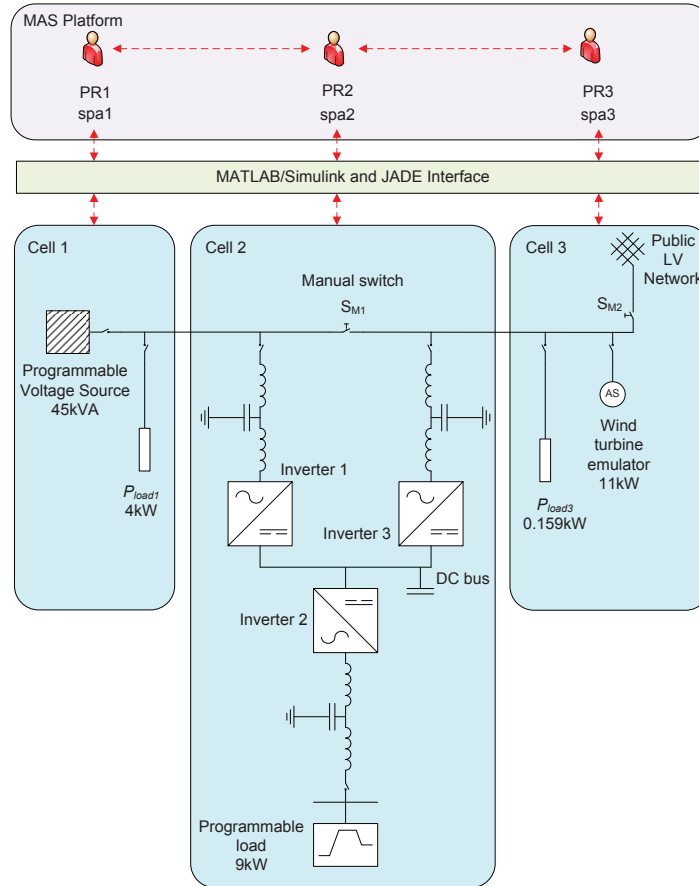 MAS Platform
PR1
spa1
PR2
spa2
PR3
spa3
MATLAB/Simulink and JADE Interface
Cell 1
Programmable
Voltage Source
45kVA
Pload1
4kW
Cell 2
Manual switch
SM1
Inverter 1
Inverter 3
DC bus
Inverter 2
Programmable
load
9kW
Cell 3
Public
LV
Network
SM2
AS
Wind
turbine
emulator
11kW
Pload3
0.159kW